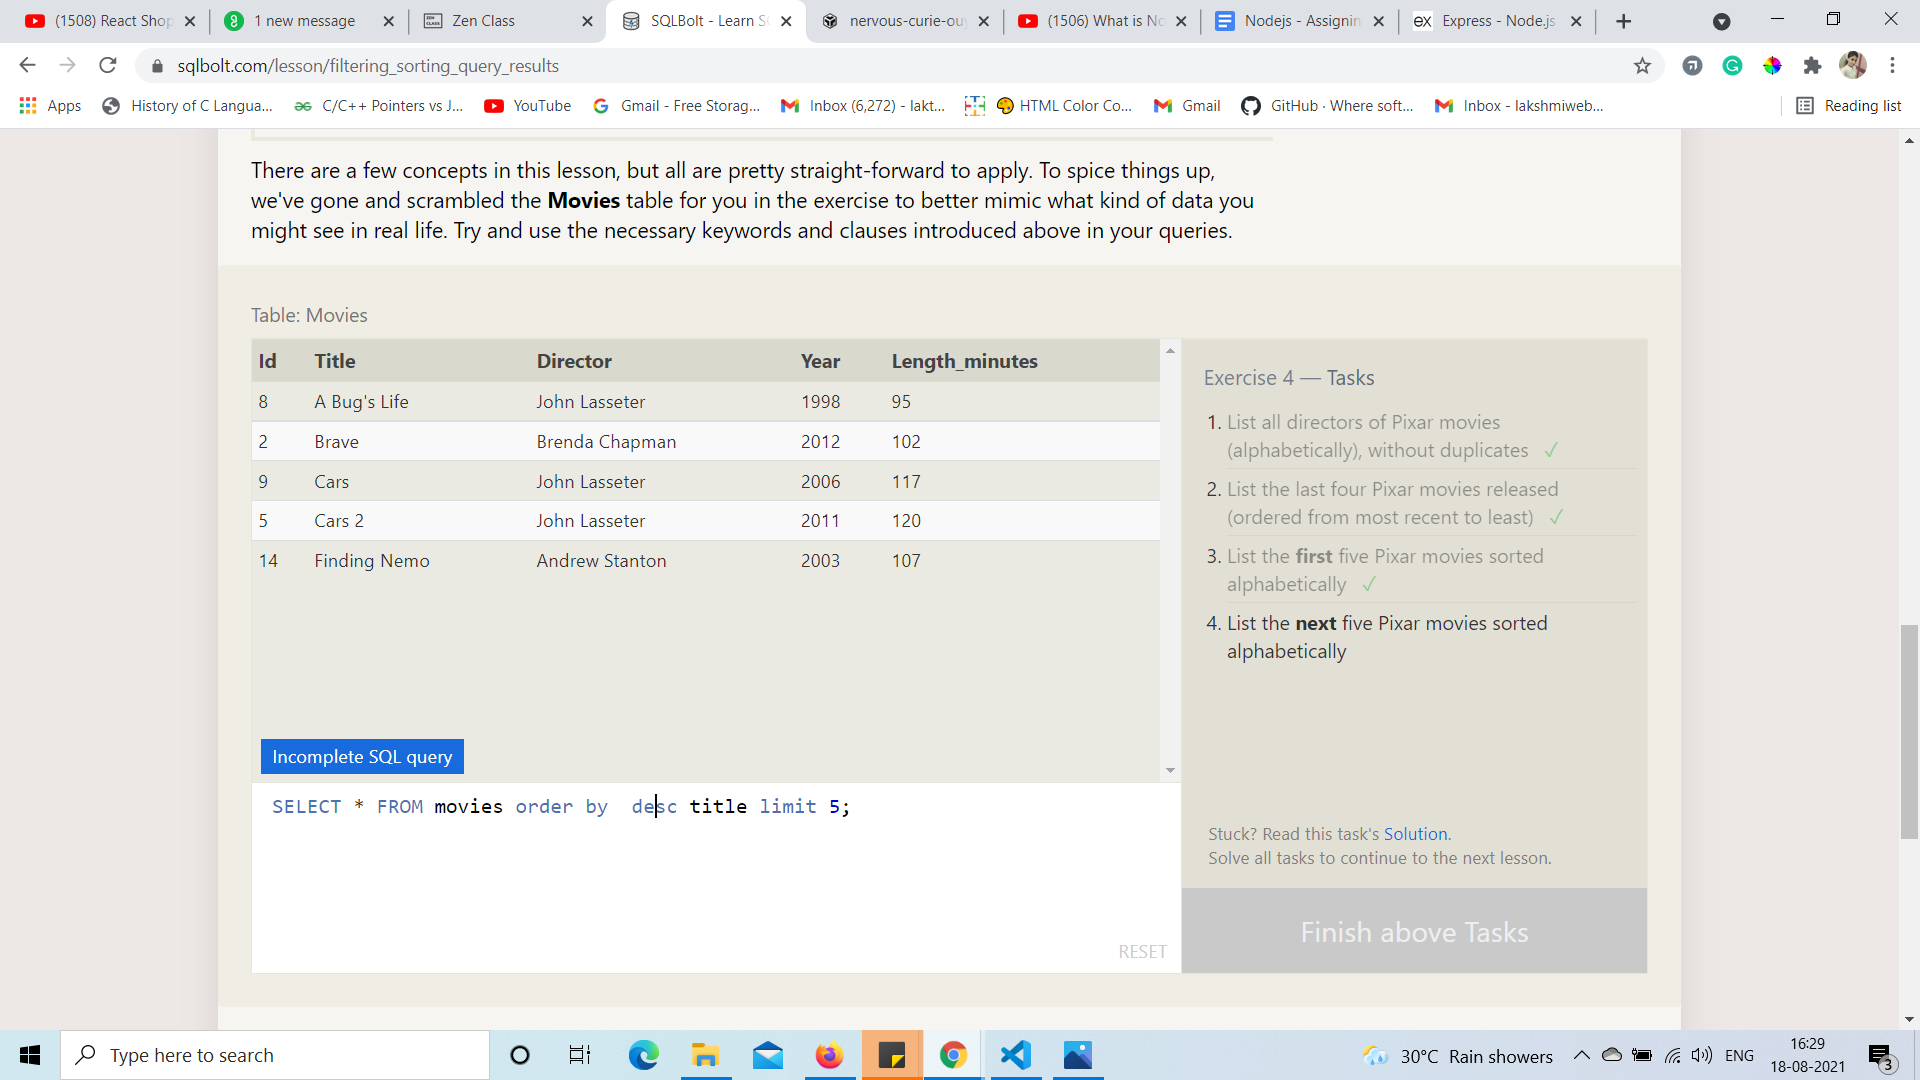 (1508) React Shop
1 new message
Zen Class
SQLBolt - Learn S
nervous-curie-ouy
(1506) What is No
Nodejs - Assignin
Express - Node.js
sqlbolt.com/lesson/filtering_sorting_query_results
Apps
History of C Langua...
C/C++ Pointers vs J...
YouTube
Gmail - Free Storag...
Inbox (6,272) - lakt...
HTML Color Co...
Gmail
GitHub · Where soft...
Inbox - lakshmiweb...
Reading list
There are a few concepts in this lesson, but all are pretty straight-forward to apply. To spice things up,
we've gone and scrambled the Movies table for you in the exercise to better mimic what kind of data you
might see in real life. Try and use the necessary keywords and clauses introduced above in your queries.
Table: Movies
Id Title Director Year Length_minutes
8 A Bug's Life John Lasseter 1998 95
2 Brave Brenda Chapman 2012 102
9 Cars John Lasseter 2006 117
5 Cars 2 John Lasseter 2011 120
14 Finding Nemo Andrew Stanton 2003 107
Incomplete SQL query
SELECT * FROM movies order by  desc title limit 5;
RESET
Exercise 4 — Tasks
1. List all directors of Pixar movies
(alphabetically), without duplicates ✓
2. List the last four Pixar movies released
(ordered from most recent to least) ✓
3. List the first five Pixar movies sorted
alphabetically ✓
4. List the next five Pixar movies sorted
alphabetically
Stuck? Read this task's Solution.
Solve all tasks to continue to the next lesson.
Finish above Tasks
Type here to search
30°C Rain showers
ENG
16:29
18-08-2021
3